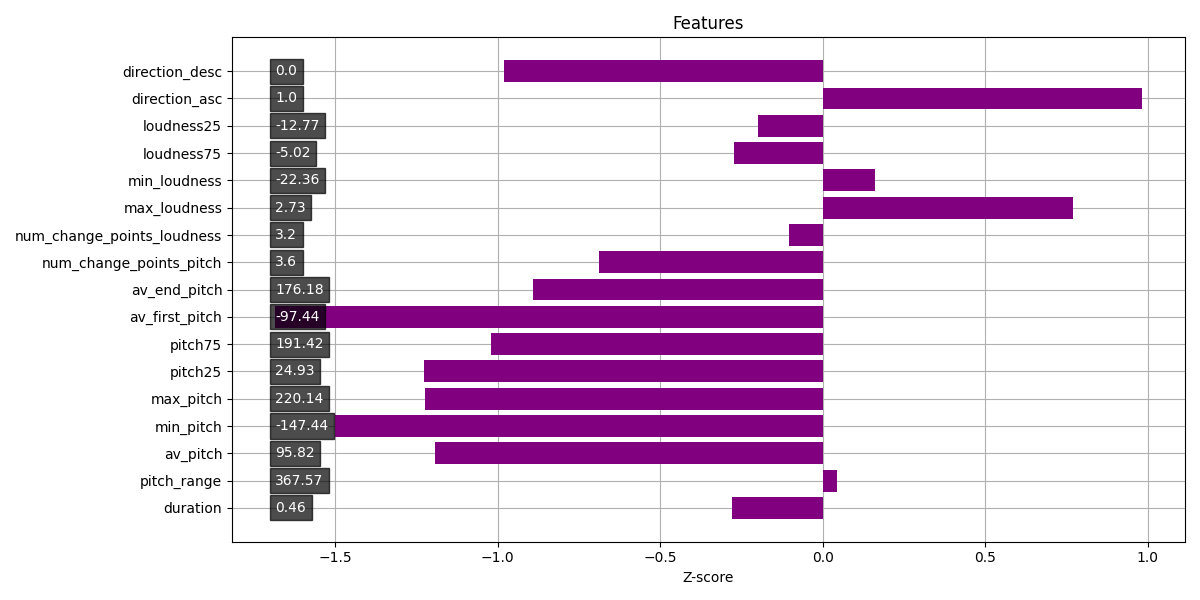 Features
direction_desc 0.0
direction_asc 1.0
loudness25 -12.77
loudness75 -5.02
min_loudness -22.36
max_loudness 2.73
num_change_points_loudness 3.2
num_change_points_pitch 3.6
av_end_pitch 176.18
av_first_pitch -97.44
pitch75 191.42
pitch25 24.93
max_pitch 220.14
min_pitch -147.44
av_pitch 95.82
pitch_range 367.57
duration 0.46
−1.5 −1.0 −0.5 0.0 0.5 1.0
Z-score